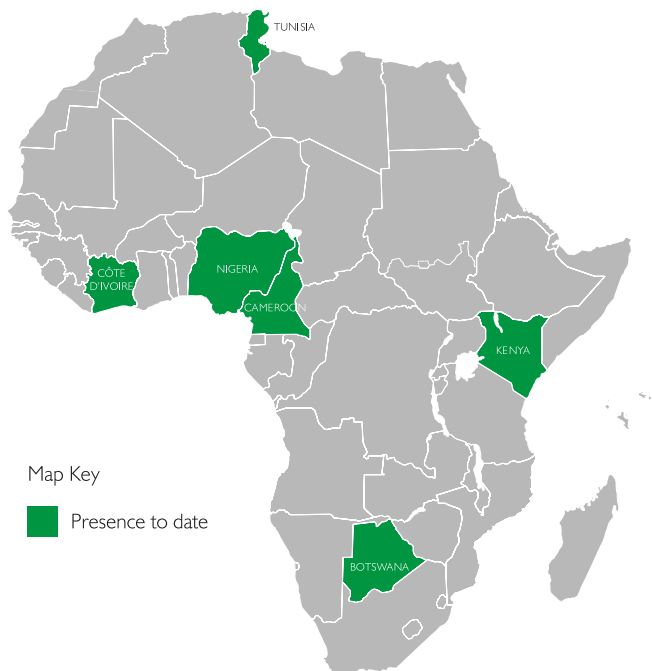 TUNISIA
CÔTE
D'IVOIRE
NIGERIA
CAMEROON
KENYA
Map Key
Presence to date
BOTSWANA